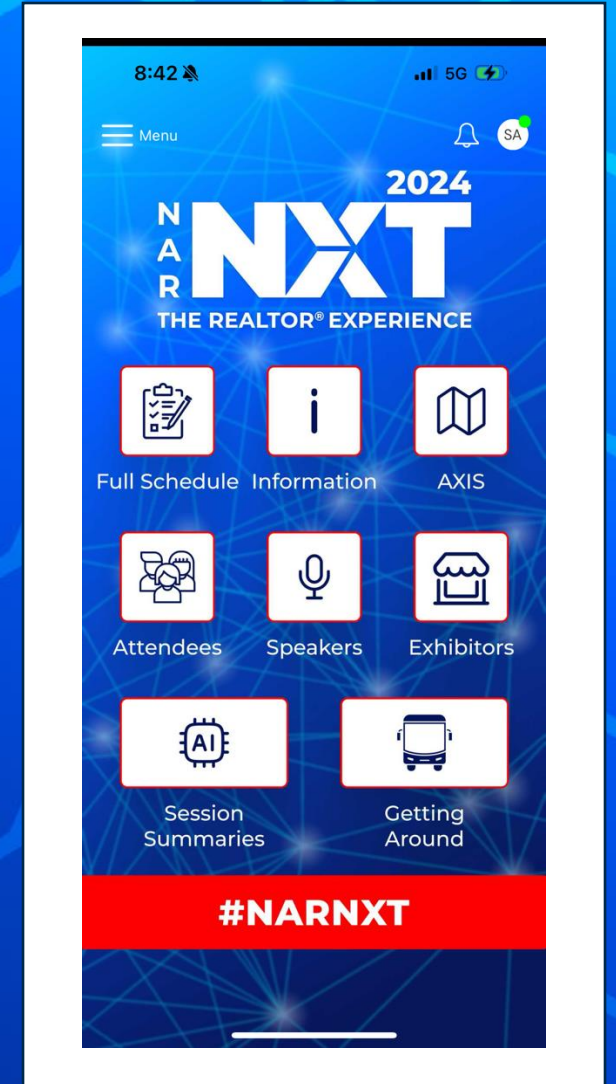 8:42
5G
Menu
SA
2024
NAR
NXT
THE REALTOR® EXPERIENCE
Full Schedule
Information
AXIS
Attendees
Speakers
Exhibitors
AI
Session
Summaries
Getting
Around
#NARNXT